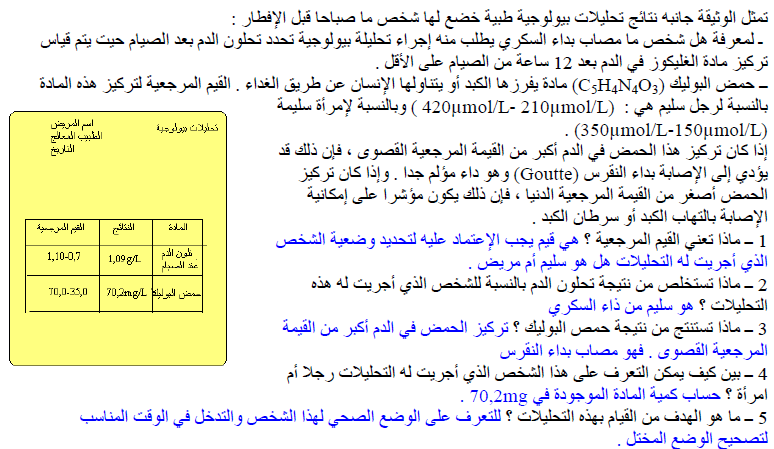 تمثل الوثيقة جانبه نتائج تحليلات بيولوجية طبية خضع لها شخص ما صباحا قبل الإفطار :
ـ لمعرفة هل شخص ما مصاب بداء السكري يطلب منه إجراء تحليلة بيولوجية تحدد تحلون الدم بعد الصيام حيت يتم قياس
تركيز مادة الغليكوز في الدم بعد 12 ساعة من الصيام على الأقل .
ــ حمض البوليك (C5H4N4O3) مادة يفرزها الكبد أو يتناولها الإنسان عن طريق الغداء . القيم المرجعية لتركيز هذه المادة
بالنسبة لرجل سليم هي : (420µmol/L- 210µmol/L ) وبالنسبة لإمرأة سليمة
(350µmol/L-150µmol/L) .
إذا كان تركيز هذا الحمض في الدم أكبر من القيمة المرجعية القصوى ، فإن ذلك قد
يؤدي إلى الإصابة بداء النقرس (Goutte) وهو داء مؤلم جدا . وإذا كان تركيز
الحمض أصغر من القيمة المرجعية الدنيا ، فإن ذلك يكون مؤشرا على إمكانية
الإصابة بالتهاب الكبد أو سرطان الكبد .
1 ــ ماذا تعني القيم المرجعية ؟ هي قيم يجب الإعتماد عليه لتحديد وضعية الشخص
الذي أجريت له التحليلات هل هو سليم أم مريض .
2 ــ ماذا تستخلص من نتيجة تحلون الدم بالنسبة للشخص الذي أجريت له هذه
التحليلات ؟ هو سليم من ذاء السكري
3 ــ ماذا تستنتج من نتيجة حمص البوليك ؟ تركيز الحمض في الدم أكبر من القيمة
المرجعية القصوى . فهو مصاب بداء النقرس
4 ــ بين كيف يمكن التعرف على هذا الشخص الذي أجريت له التحليلات رجلا أم
امرأة ؟ حساب كمية المادة الموجودة في 70,2mg .
5 ــ ما هو الهدف من القيام بهذه التحليلات ؟ للتعرف على الوضع الصحي لهذا الشخص والتدخل في الوقت المناسب
لتصحيح الوضع المختل .
تحليلات بيولوجية
اسم المريض
الطبيب المعالج
التاريخ
المادة النتائج القيم المرجعية
تحلون الدم عند الصيام 1,09g/L 1,10-0,7
حمض البوليك 70,2mg/L 70,0-35,0